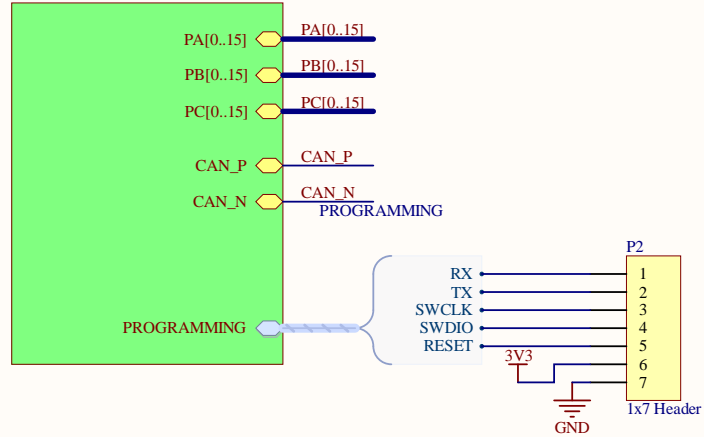 PA[0..15] PA[0..15]
PB[0..15] PB[0..15]
PC[0..15] PC[0..15]
CAN_P CAN_P
CAN_N CAN_N
PROGRAMMING
P2
RX 1
TX 2
SWCLK 3
PROGRAMMING SWDIO 4
RESET 5
3V3 6
7
1x7 Header
GND